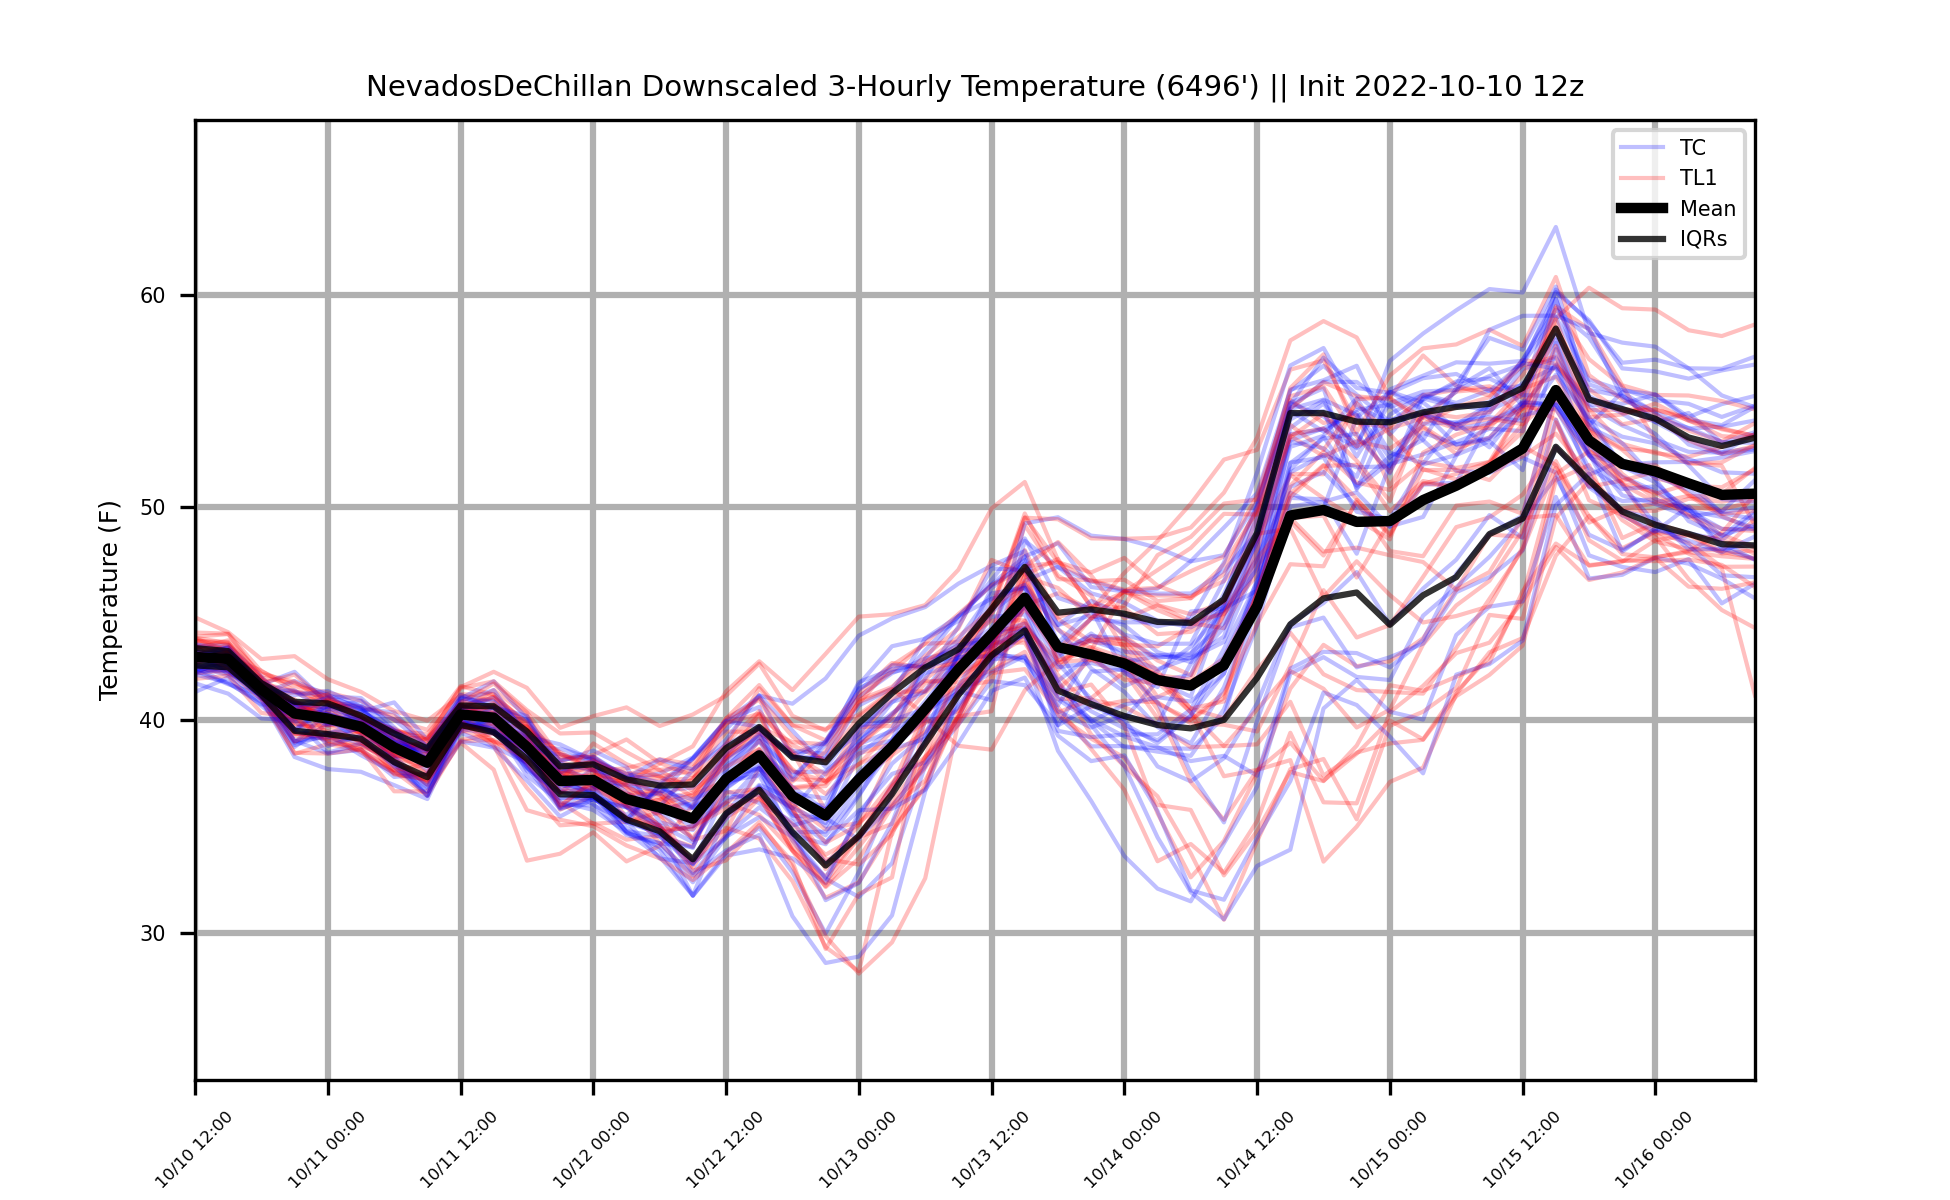 NevadosDeChillan Downscaled 3-Hourly Temperature (6496') || Init 2022-10-10 12z
TC
TL1
Mean
IQRs
Temperature (F)
60
50
40
30
10/10 12:00
10/11 00:00
10/11 12:00
10/12 00:00
10/12 12:00
10/13 00:00
10/13 12:00
10/14 00:00
10/14 12:00
10/15 00:00
10/15 12:00
10/16 00:00